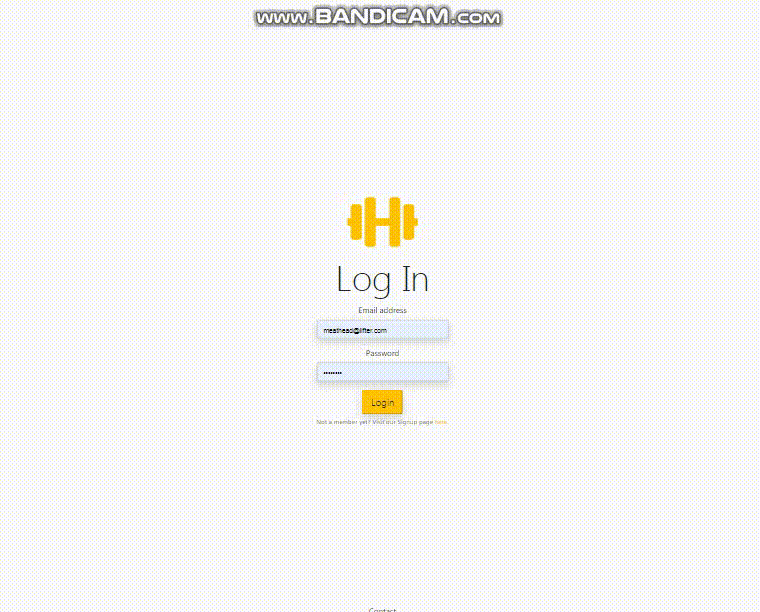 www.BANDICAM.com
Log In
Email address
meathead@lifter.com
Password
Login
Not a member yet? Visit our Signup page here.
Contact